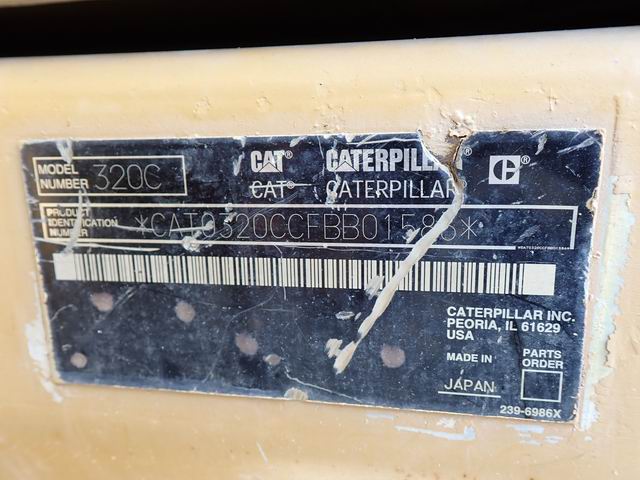 MODEL NUMBER 320C
CAT® CATERPILLAR
CAT® CATERPILLAR
PRODUCT IDENTIFICATION NUMBER
CATERPILLAR INC.
PEORIA, IL 61629
USA
MADE IN
JAPAN
PARTS ORDER
239-6986X